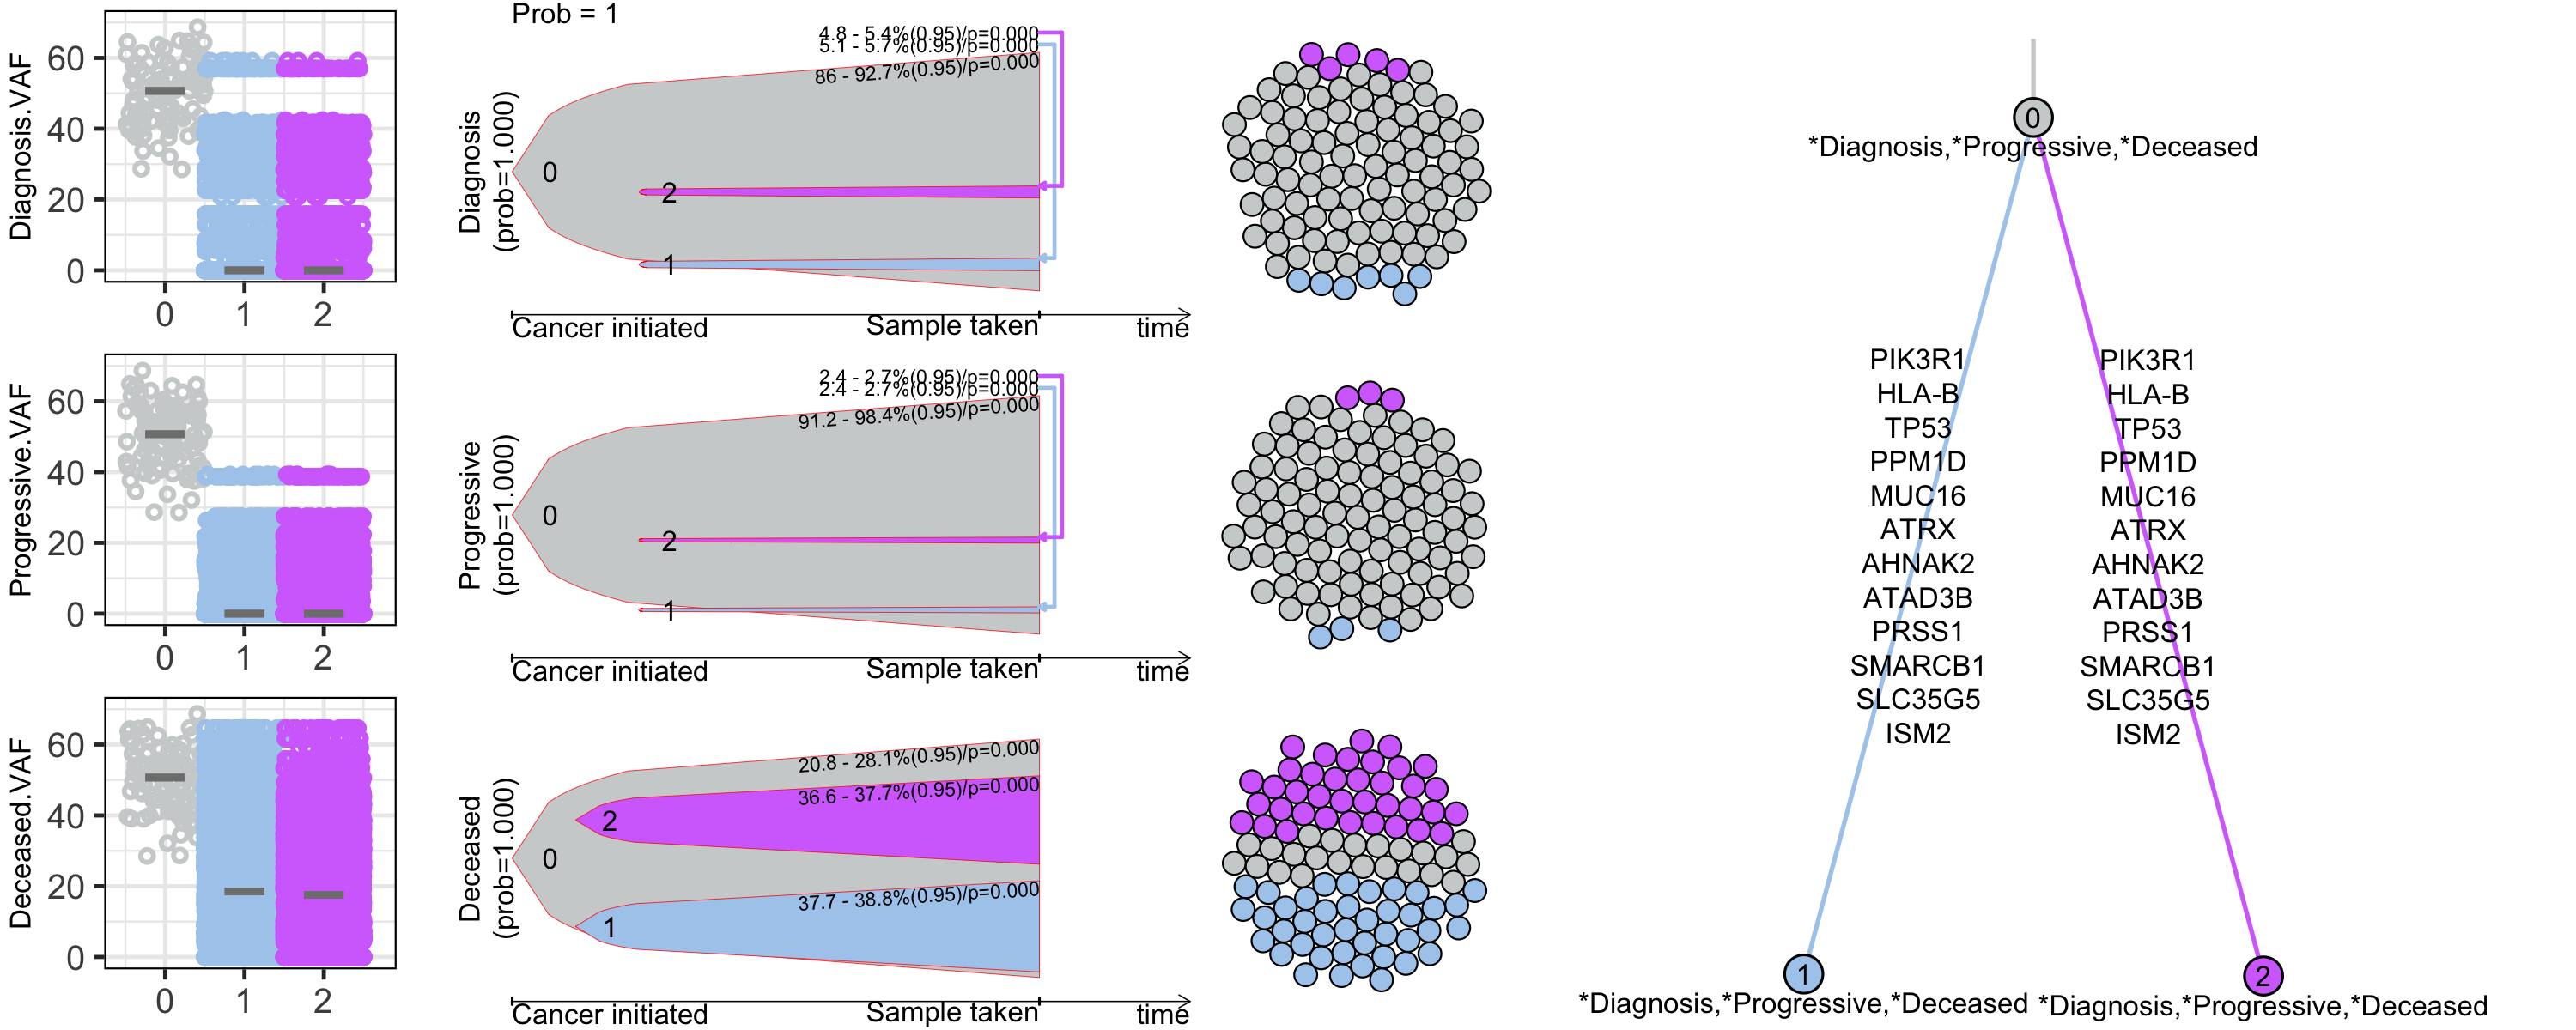 Diagnosis.VAF
60
40
20
0
0 1 2
Prob = 1
Diagnosis
(prob=1.000)
4.8 - 5.4%(0.95)/p=0.000
5.1 - 5.7%(0.95)/p=0.000
86 - 92.7%(0.95)/p=0.000
0
2
1
Cancer initiated
Sample taken
time
Progressive.VAF
60
40
20
0
0 1 2
Progressive
(prob=1.000)
2.4 - 2.7%(0.95)/p=0.000
2.4 - 2.7%(0.95)/p=0.000
91.2 - 98.4%(0.95)/p=0.000
0
2
1
Cancer initiated
Sample taken
time
Deceased.VAF
60
40
20
0
0 1 2
Deceased
(prob=1.000)
20.8 - 28.1%(0.95)/p=0.000
36.6 - 37.7%(0.95)/p=0.000
37.7 - 38.8%(0.95)/p=0.000
0
2
1
Cancer initiated
Sample taken
time
0
*Diagnosis,*Progressive,*Deceased
PIK3R1
HLA-B
TP53
PPM1D
MUC16
ATRX
AHNAK2
ATAD3B
PRSS1
SMARCB1
SLC35G5
ISM2
PIK3R1
HLA-B
TP53
PPM1D
MUC16
ATRX
AHNAK2
ATAD3B
PRSS1
SMARCB1
SLC35G5
ISM2
1
*Diagnosis,*Progressive,*Deceased
2
*Diagnosis,*Progressive,*Deceased